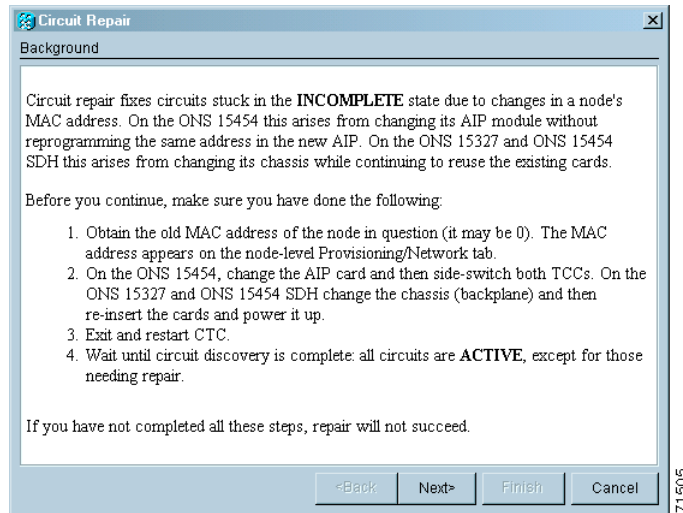 Circuit Repair
Background
Circuit repair fixes circuits stuck in the INCOMPLETE state due to changes in a node's
MAC address. On the ONS 15454 this arises from changing its AIP module without
reprogramming the same address in the new AIP. On the ONS 15327 and ONS 15454
SDH this arises from changing its chassis while continuing to reuse the existing cards.
Before you continue, make sure you have done the following:
1. Obtain the old MAC address of the node in question (it may be 0). The MAC
address appears on the node-level Provisioning/Network tab.
2. On the ONS 15454, change the AIP card and then side-switch both TCCs. On the
ONS 15327 and ONS 15454 SDH change the chassis (backplane) and then
re-insert the cards and power it up.
3. Exit and restart CTC.
4. Wait until circuit discovery is complete: all circuits are ACTIVE, except for those
needing repair.
If you have not completed all these steps, repair will not succeed.
<Back Next> Finish Cancel
71505